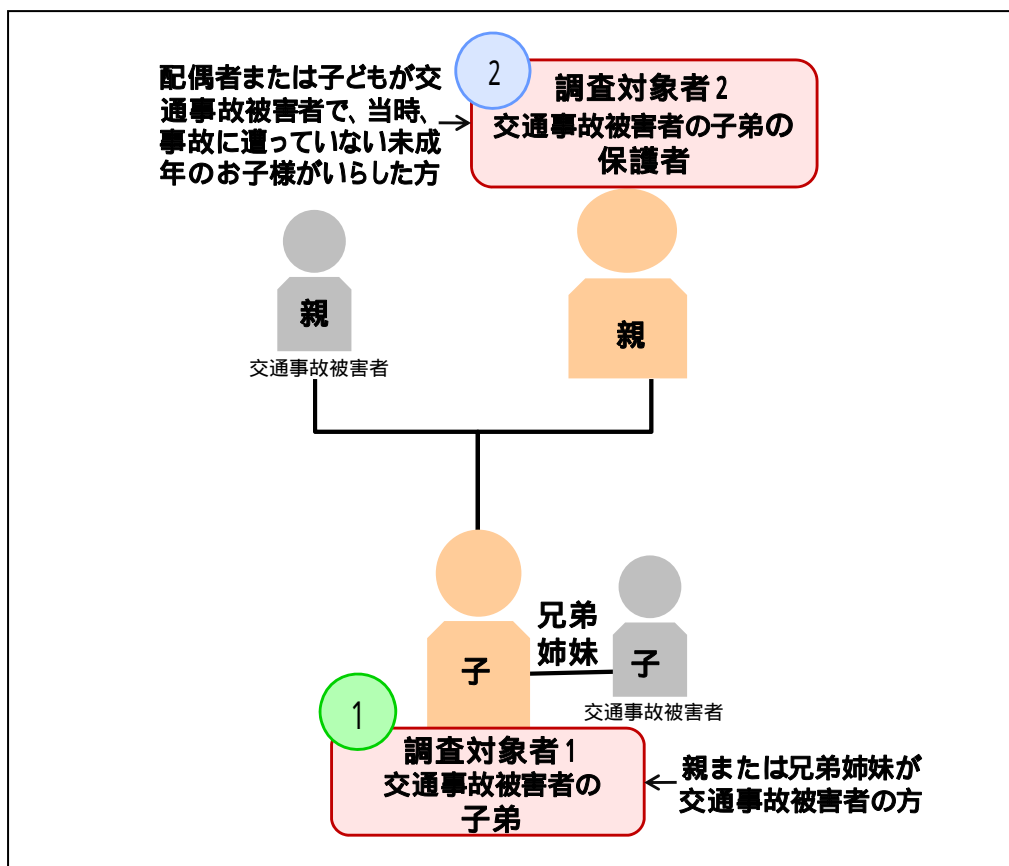 配偶者または子どもが交
通事故被害者で、当時、
事故に遭っていない未成
年のお子様がいらした方
2
調査対象者2
交通事故被害者の子弟の
保護者
親
交通事故被害者
親
子
兄弟
姉妹
子
交通事故被害者
1
調査対象者1
交通事故被害者の
子弟
親または兄弟姉妹が
交通事故被害者の方